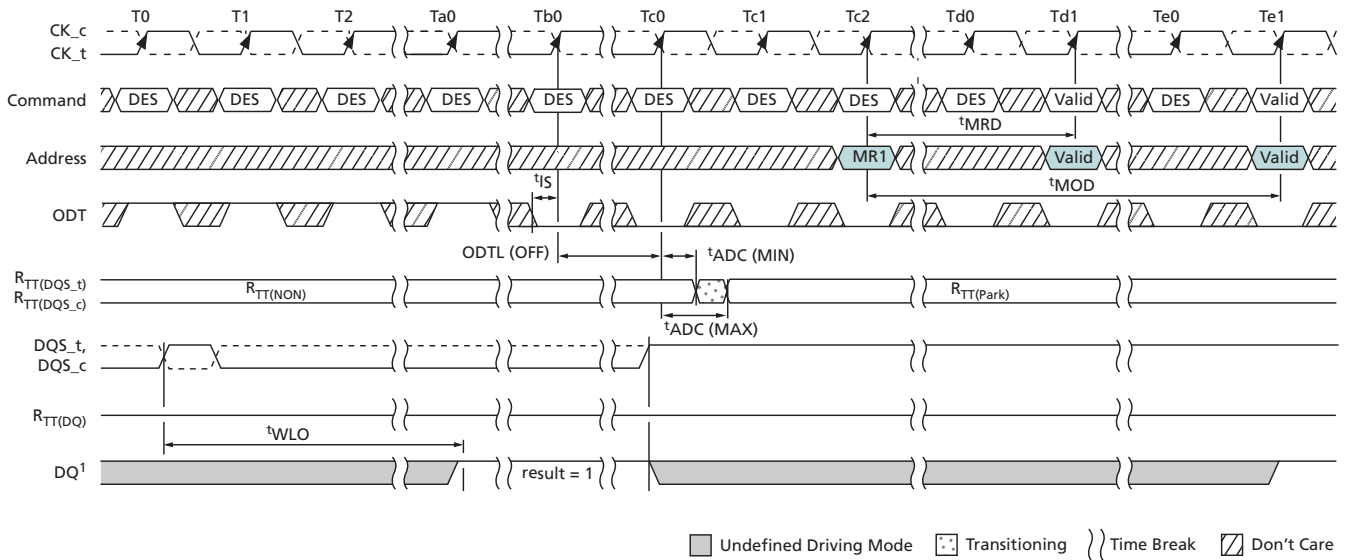 T0 T1 T2 Ta0 Tb0 Tc0 Tc1 Tc2 Td0 Td1 Te0 Te1
CK_c
CK_t
Command DES DES DES DES DES DES DES DES DES Valid DES Valid
tMRD
Address MR1 Valid Valid
tIS tMOD
ODT
ODTL (OFF) tADC (MIN)
RTT(DQS_t)
RTT(DQS_c) RTT(NON) RTT(Park)
tADC (MAX)
DQS_t,
DQS_c
RTT(DQ)
tWLO
DQ1 result = 1
Undefined Driving Mode Transitioning Time Break Don't Care